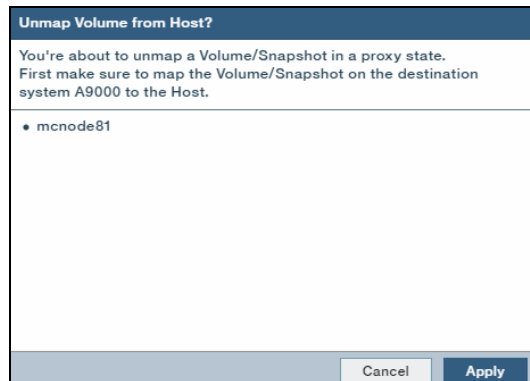 Unmap Volume from Host?
You're about to unmap a Volume/Snapshot in a proxy state.
First make sure to map the Volume/Snapshot on the destination
system A9000 to the Host.
• mcnode81
Cancel
Apply